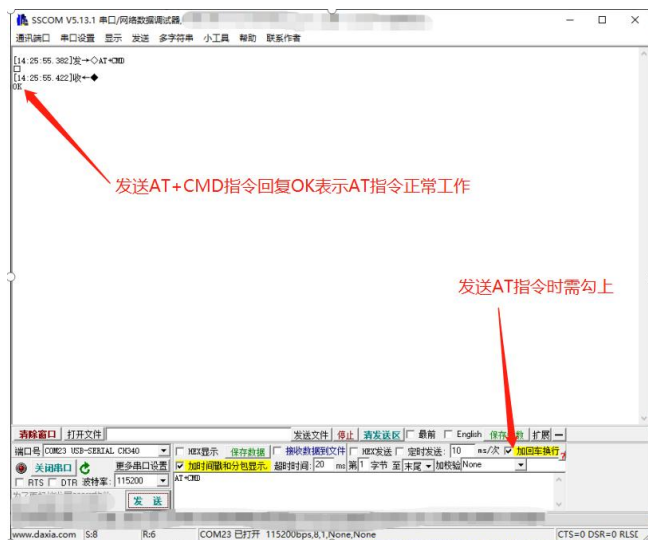 SSCOM V5.13.1 串口/网络数据调试器
通讯端口 串口设置 显示 发送 多字符串 小工具 帮助 联系作者
[14:25:55.382]发→◇AT+CMD
□
[14:25:55.422]收←◆
OK
发送AT+CMD指令回复OK表示AT指令正常工作
发送AT指令时需勾上
清除窗口 打开文件 发送文件 停止 清发送区 最前 English 保存参数 扩展 —
端口号 COM23 USB-SERIAL CH340 HEX显示 保存数据 接收数据到文件 HEX发送 定时发送: 10 ms/次 加回车换行
关闭串口 更多串口设置 加时间戳和分包显示. 超时时间: 20 ms 第1 字节 至 末尾 加校验 None
RTS DTR 波特率: 115200 AT+CMD
发 送
www.daxia.com S:8 R:6 COM23 已打开 115200bps,8,1,None,None CTS=0 DSR=0 RLSI